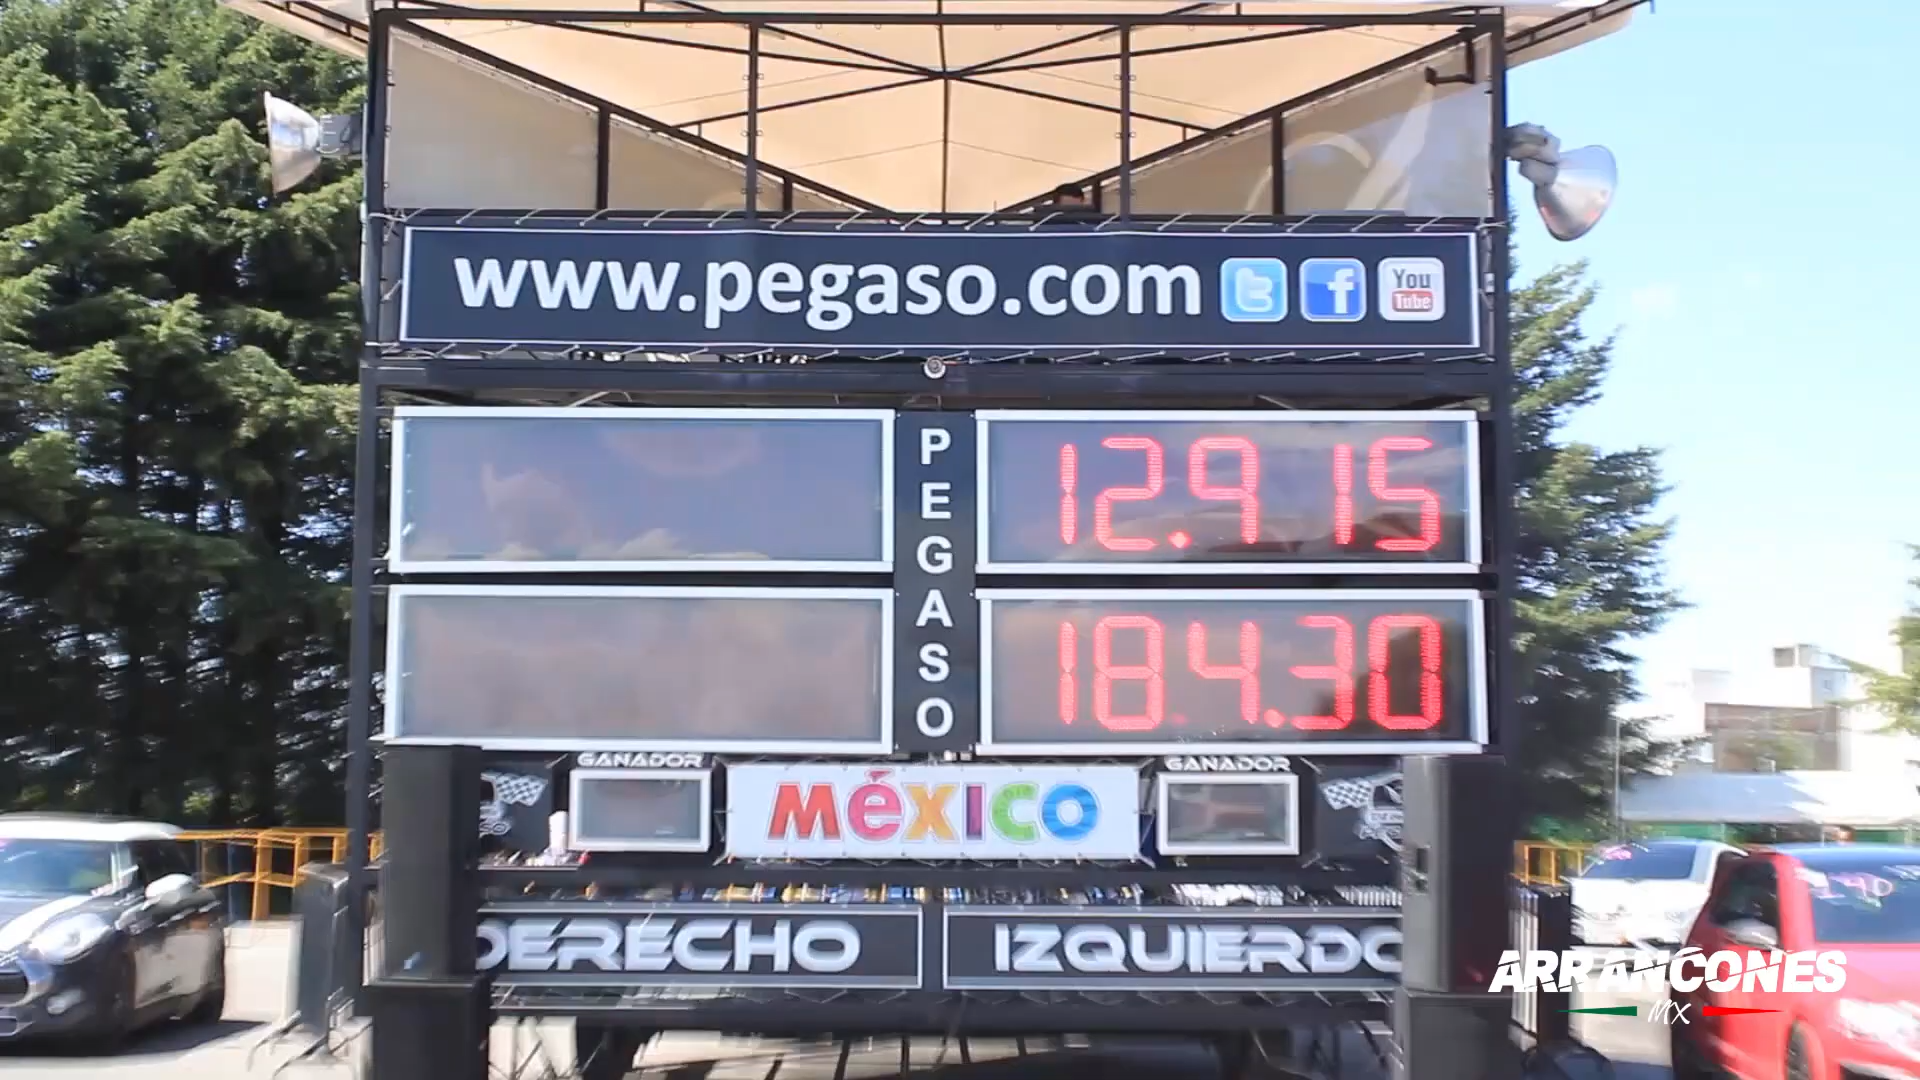 www.pegaso.com
You
Tube
PEGASO
12.915
184.30
GANADOR
GANADOR
MéXICO
DERECHO
IZQUIERDO
ARRANCONES
MX